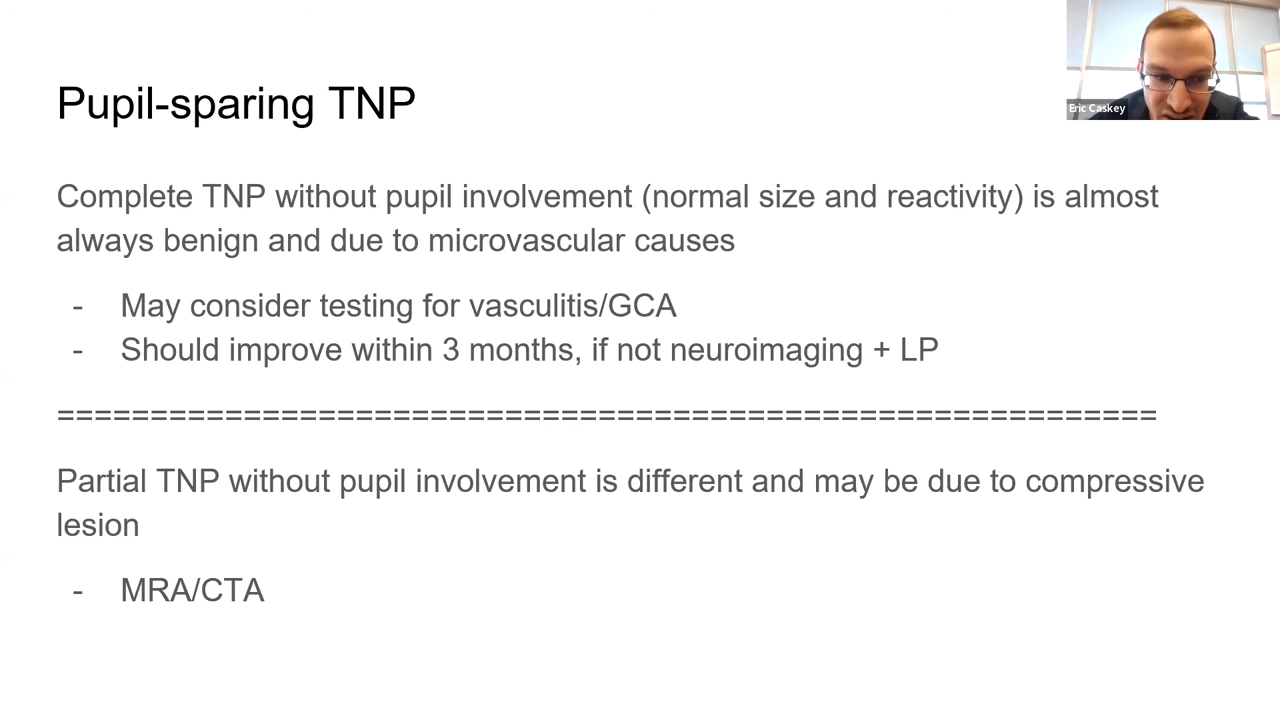 Pupil-sparing TNP
Eric Caskey
Complete TNP without pupil involvement (normal size and reactivity) is almost
always benign and due to microvascular causes
- May consider testing for vasculitis/GCA
- Should improve within 3 months, if not neuroimaging + LP
===========================================================
Partial TNP without pupil involvement is different and may be due to compressive
lesion
- MRA/CTA